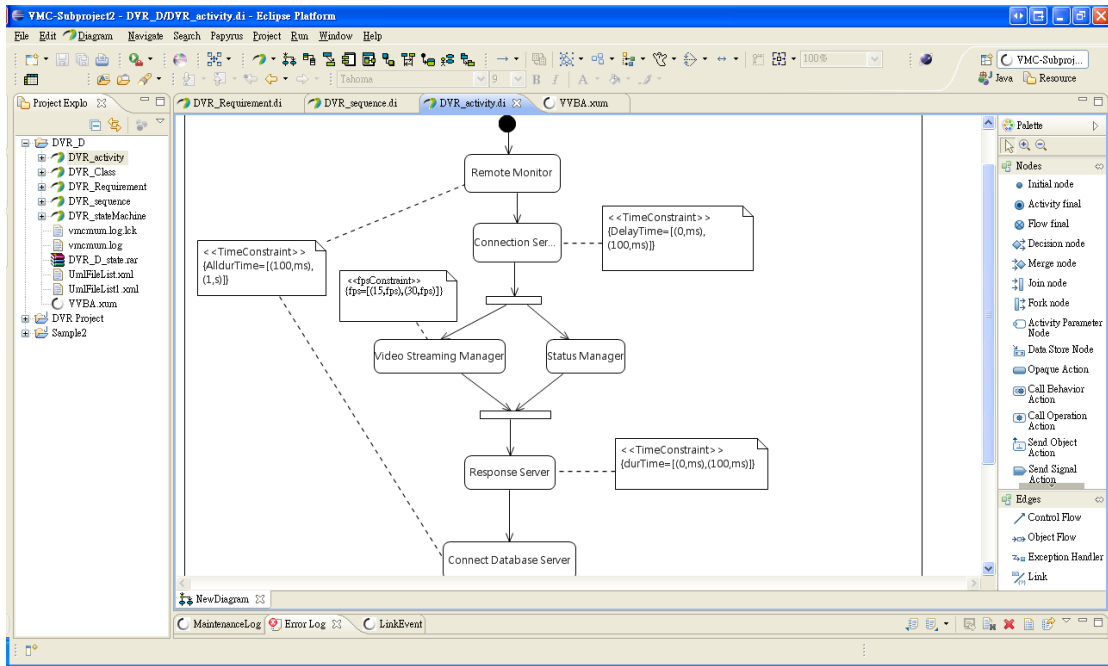 VMC-Subproject2 - DVR_D/DVR_activity.di - Eclipse Platform
File Edit Diagram Navigate Search Papyrus Project Run Window Help
100%
VMC-Subproj...
Tahoma
9
B I A
Java Resource
Project Explo
DVR_Requirement.di
DVR_sequence.di
DVR_activity.di
VVBA.xum
DVR_D
DVR_activity
DVR_Class
DVR_Requirement
DVR_sequence
DVR_stateMachine
vmcmum.log.lck
vmcmum.log
DVR_D_state.rar
UmlFileList.xml
UmlFileList1.xml
VVBA.xum
DVR Project
Sample2
Remote Monitor
Connection Ser...
<<TimeConstraint>>
{DelayTime=[(0,ms),
(100,ms)]}
<<TimeConstraint>>
{AlldurTime=[(100,ms),
(1,s)]}
<<fpsConstraint>>
{fps=[(15,fps),(30,fps)]}
Video Streaming Manager
Status Manager
<<TimeConstraint>>
{durTime=[(0,ms),(100,ms)]}
Response Server
Connect Database Server
Palette
Nodes
Initial node
Activity final
Flow final
Decision node
Merge node
Join node
Fork node
Activity Parameter
Node
Data Store Node
Opaque Action
Call Behavior
Action
Call Operation
Action
Send Object
Action
Send Signal
Action
Edges
Control Flow
Object Flow
Exception Handler
Link
NewDiagram
MaintenanceLog
Error Log
LinkEvent